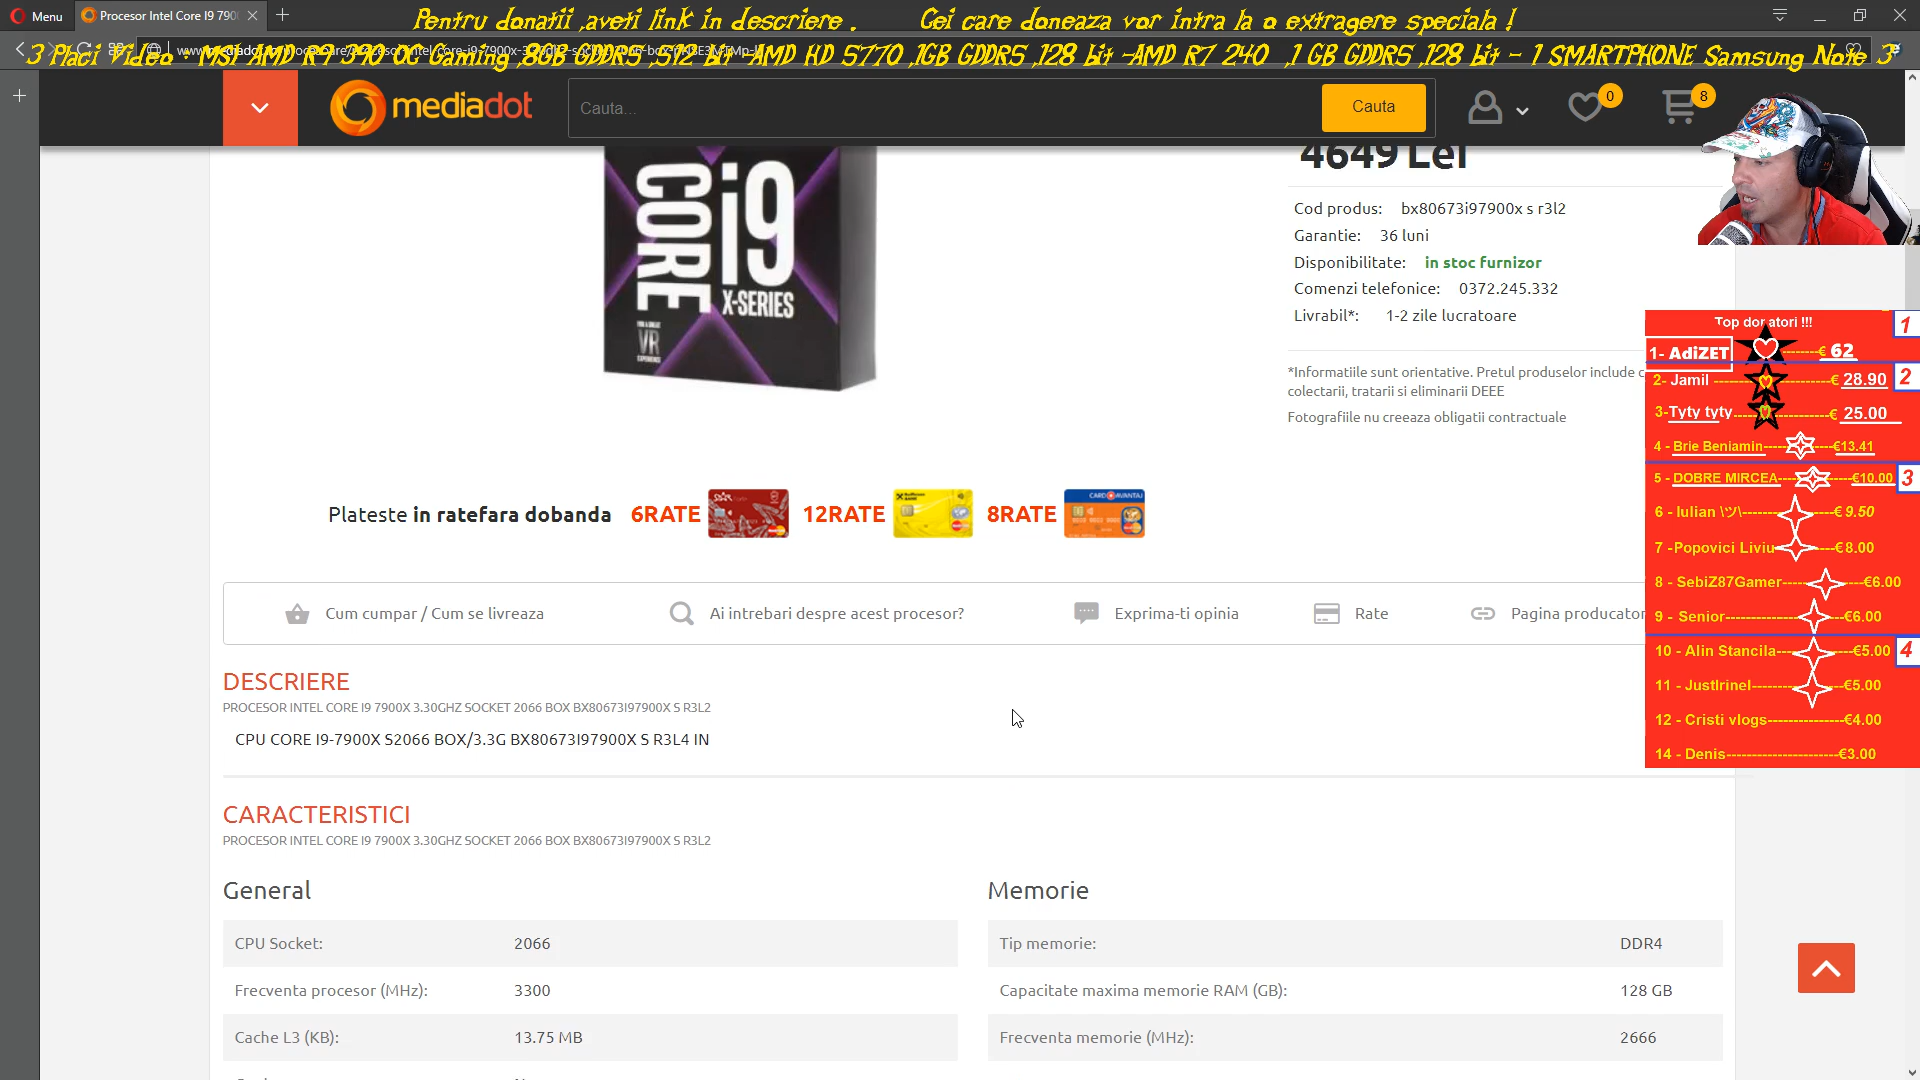 Menu
Procesor Intel Core I9 790
Pentru donatii ,aveti link in descriere . Cei care doneaza vor intra la o extragere speciala !
3 Placi Video - MSI AMD R9 390 OC Gaming ,8GB GDDR5 ,512 bit -AMD HD 5770 ,1GB GDDR5 ,128 bit -AMD R7 240 ,1 GB GDDR5 ,128 bit - 1 SMARTPHONE Samsung Note 3
mediadot
Cauta...
Cauta
0
8
4649 Lei
CORE i9
X-SERIES
VR
Cod produs: bx80673i97900x s r3l2
Garantie: 36 luni
Disponibilitate: in stoc furnizor
Comenzi telefonice: 0372.245.332
Livrabil*: 1-2 zile lucratoare
*Informatiile sunt orientative. Pretul produselor include
colectarii, tratarii si eliminarii DEEE
Fotografiile nu creeaza obligatii contractuale
Top donatori !!!
1
1- AdiZET € 62
2- Jamil € 28.90
2
3-Tyty tyty € 25.00
4 - Brie Beniamin €13.41
5 - DOBRE MIRCEA €10.00
3
6 - Iulian \ツ\ € 9.50
7 -Popovici Liviu €8.00
8 - SebiZ87Gamer €6.00
9 - Senior €6.00
10 - Alin Stancila €5.00
4
11 - JustIrinel €5.00
12 - Cristi vlogs €4.00
14 - Denis €3.00
Plateste in ratefara dobanda 6RATE 12RATE 8RATE
CARD AVANTAJ
Cum cumpar / Cum se livreaza
Ai intrebari despre acest procesor?
Exprima-ti opinia
Rate
Pagina producator
DESCRIERE
PROCESOR INTEL CORE I9 7900X 3.30GHZ SOCKET 2066 BOX BX80673I97900X S R3L2
CPU CORE I9-7900X S2066 BOX/3.3G BX80673I97900X S R3L4 IN
CARACTERISTICI
PROCESOR INTEL CORE I9 7900X 3.30GHZ SOCKET 2066 BOX BX80673I97900X S R3L2
General
CPU Socket: 2066
Frecventa procesor (MHz): 3300
Cache L3 (KB): 13.75 MB
Memorie
Tip memorie: DDR4
Capacitate maxima memorie RAM (GB): 128 GB
Frecventa memorie (MHz): 2666